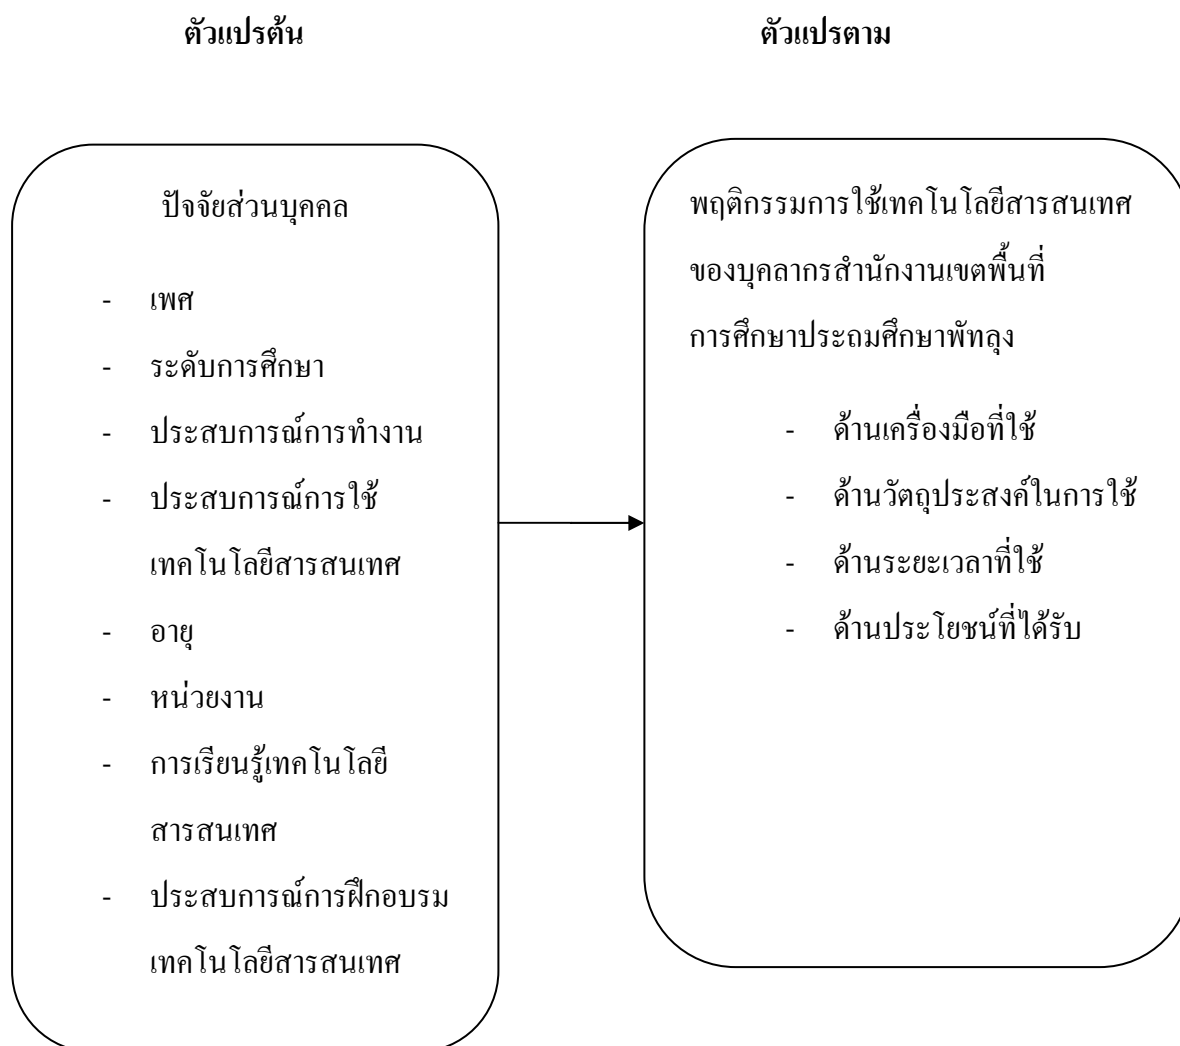 ตัวแปรต้น
ตัวแปรตาม
ปัจจัยส่วนบุคคล
- เพศ
- ระดับการศึกษา
- ประสบการณ์การทำงาน
- ประสบการณ์การใช้
เทคโนโลยีสารสนเทศ
- อายุ
- หน่วยงาน
- การเรียนรู้เทคโนโลยี
สารสนเทศ
- ประสบการณ์การฝึกอบรม
เทคโนโลยีสารสนเทศ
พฤติกรรมการใช้เทคโนโลยีสารสนเทศ
ของบุคลากรสำนักงานเขตพื้นที่
การศึกษาประถมศึกษาพัทลุง
- ด้านเครื่องมือที่ใช้
- ด้านวัตถุประสงค์ในการใช้
- ด้านระยะเวลาที่ใช้
- ด้านประโยชน์ที่ได้รับ